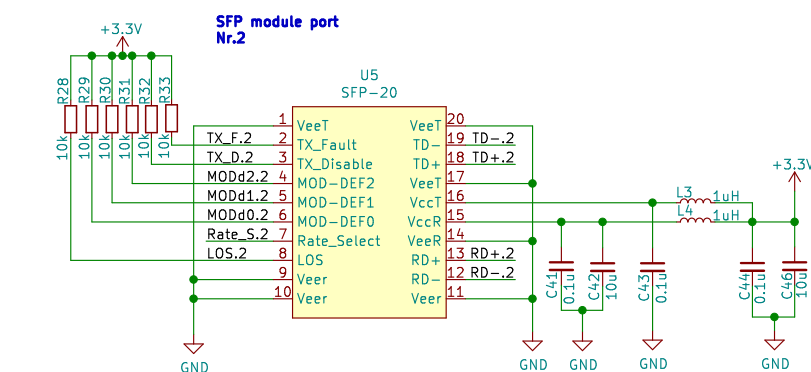 SFP module port
Nr.2
+3.3V
R28
10k
R29
10k
R30
10k
R31
10k
R32
10k
R33
10k
U5
SFP-20
1 VeeT
TX_F.2 2 TX_Fault
TX_D.2 3 TX_Disable
MODd2.2 4 MOD-DEF2
MODd1.2 5 MOD-DEF1
MODd0.2 6 MOD-DEF0
Rate_S.2 7 Rate_Select
LOS.2 8 LOS
9 Veer
10 Veer
VeeT 20
TD- 19 TD-.2
TD+ 18 TD+.2
VeeT 17
VccT 16
VccR 15
VeeR 14
RD+ 13 RD+.2
RD- 12 RD-.2
Veer 11
L3 1uH
L4 1uH
+3.3V
C41
0.1u
C42
10u
C43
0.1u
C44
0.1u
C46
10u
GND
GND
GND
GND
GND